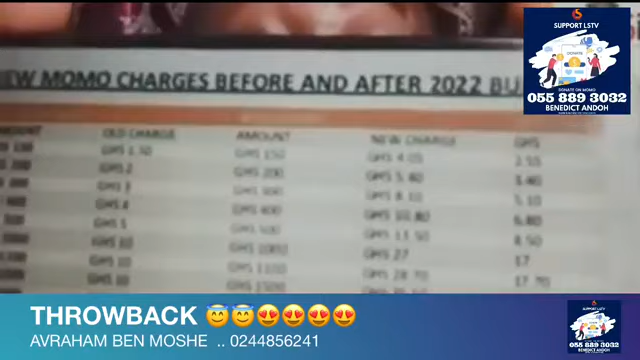 SUPPORT LSTV
DONATE ON MOMO
055 889 3032
BENEDICT ANDOH
NEW MOMO CHARGES BEFORE AND AFTER 2022 BU
OLD CHARGE AMOUNT NEW CHARGE GHS
GHS 1.50 GHS 150 GHS 4.05 2.55
GHS 2 GHS 200 GHS 5.40 3.40
GHS 3 GHS 300 GHS 8.10 5.10
GHS 4 GHS 400 GHS 10.80 6.80
GHS 5 GHS 500 GHS 13.50 8.50
GHS 10 GHS 1000 GHS 27 17
GHS 10 GHS 1100 GHS 28.70 17.70
GHS 10 GHS 1500
THROWBACK 😇😇😍😍😍😍
AVRAHAM BEN MOSHE .. 0244856241
055 889 3032
BENEDICT ANDOH